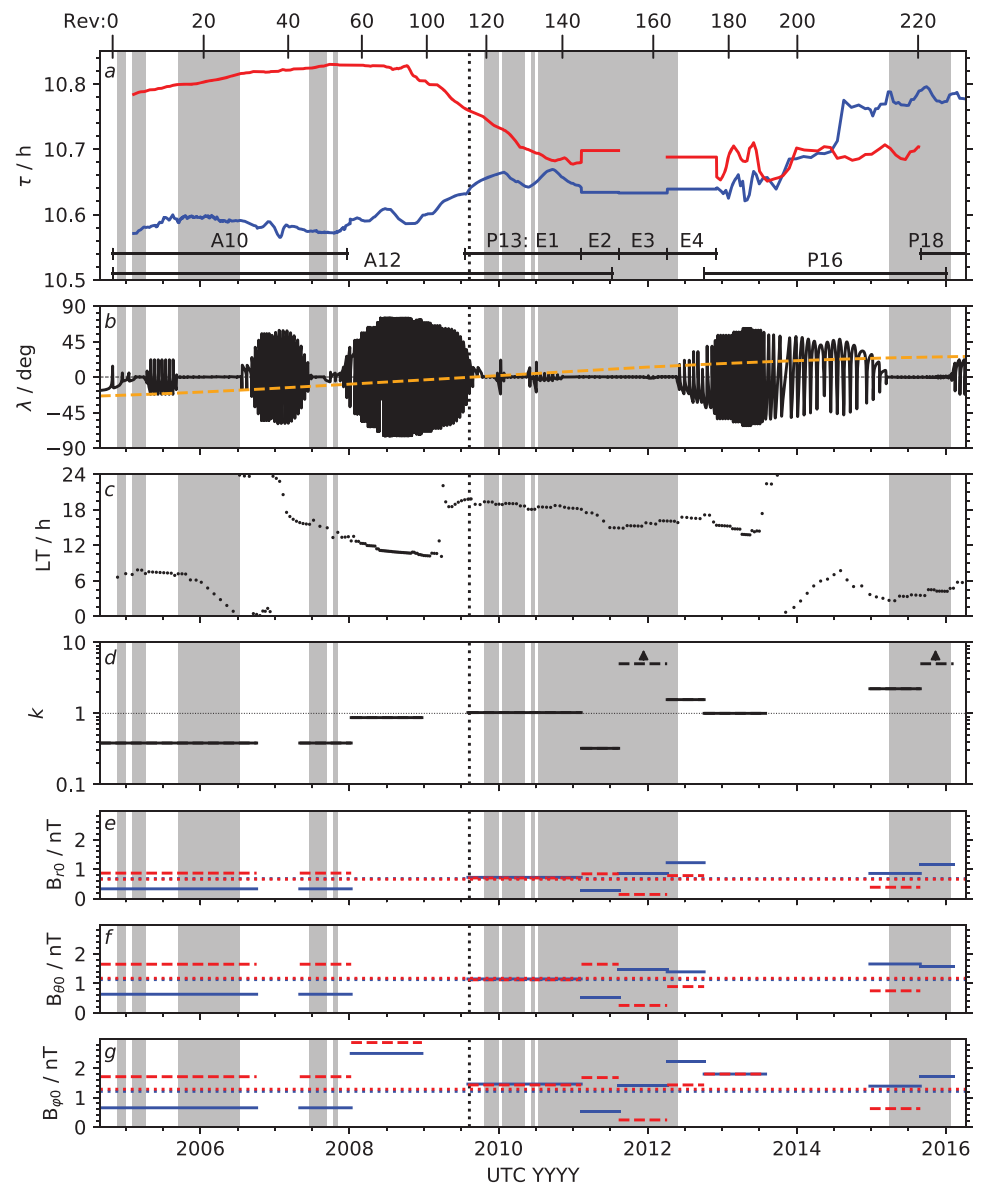 Rev:0 20 40 60 100 120 140 160 180 200 220
a
10.8
10.7
10.6
10.5
τ / h
A10
P13: E1 E2 E3 E4
P18
A12
P16
b
90
45
0
−45
−90
λ / deg
c
24
18
12
6
0
LT / h
d
10
1
0.1
k
e
2
1
0
Br0 / nT
f
2
1
0
Bθ0 / nT
g
2
1
0
Bφ0 / nT
2006 2008 2010 2012 2014 2016
UTC YYYY